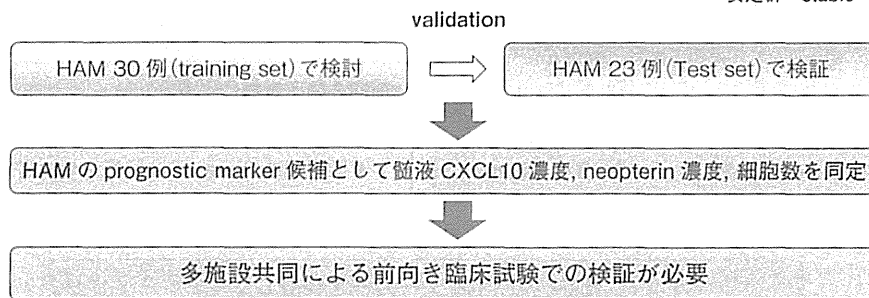 validation
HAM 30 例(training set)で検討
HAM 23 例(Test set)で検証
HAM の prognostic marker 候補として髄液 CXCL10 濃度, neopterin 濃度, 細胞数を同定
多施設共同による前向き臨床試験での検証が必要